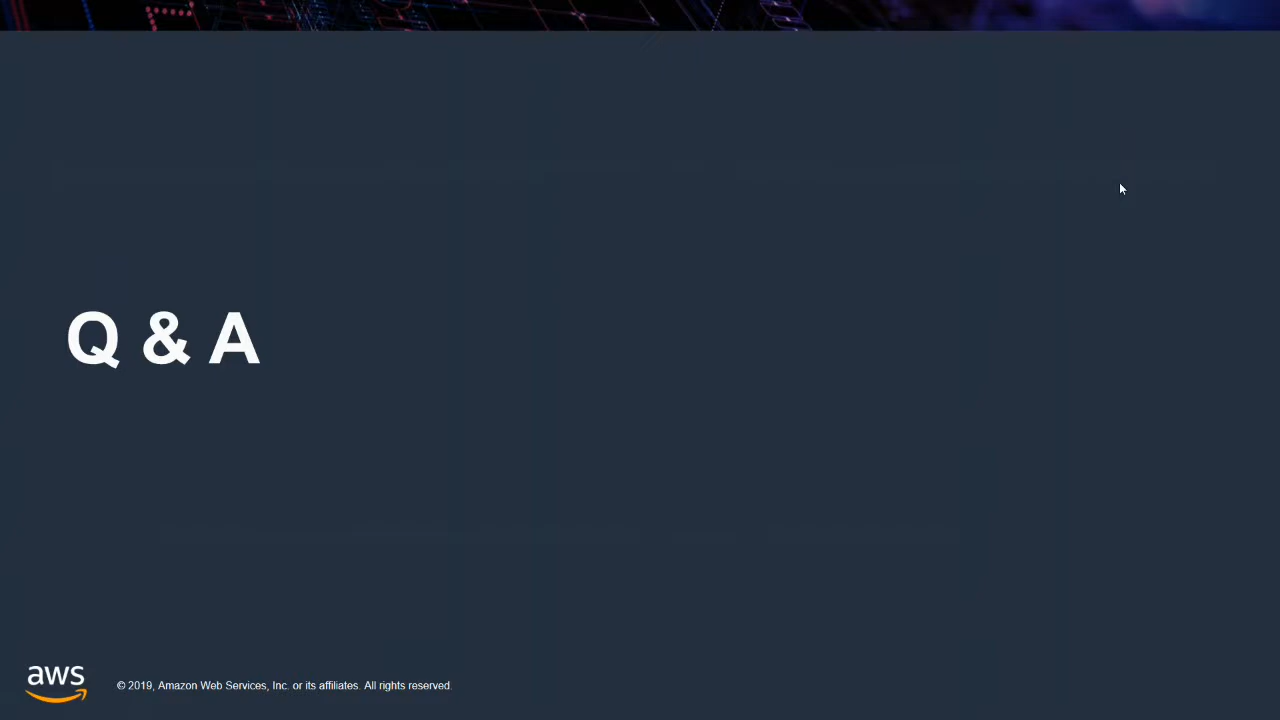 Q & A
aws
© 2019, Amazon Web Services, Inc. or its affiliates. All rights reserved.